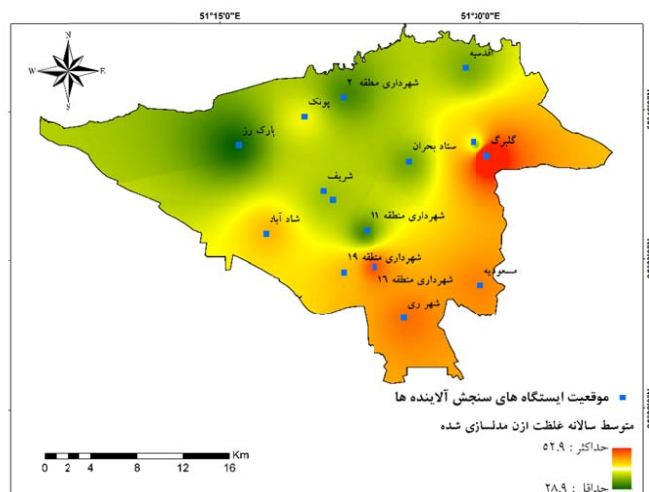 51°15'0"E
51°30'0"E
N
W
E
S
اقدسیه
شهرداری منطقه ۲
پونک
پارک رز
گلبرگ
ستاد بحران
شریف
شهرداری منطقه ۱۱
شاد آباد
شهرداری منطقه ۱۹
شهرداری منطقه ۱۶
مسعودیه
شهر ری
موقعیت ایستگاه های سنجش آلاینده ها
متوسط سالانه غلظت ازن مدلسازی شده
حداکثر : ۵۲.۹
حداقل : ۲۸.۹
Km
0 2 4 8 12 16